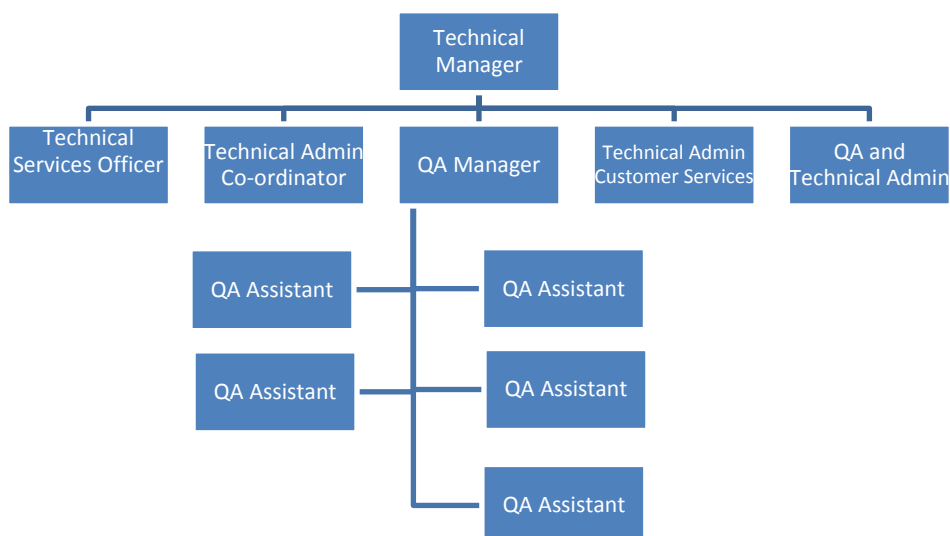 Technical
Manager
Technical
Services Officer
Technical Admin
Co-ordinator
QA Manager
Technical Admin
Customer Services
QA and
Technical Admin
QA Assistant
QA Assistant
QA Assistant
QA Assistant
QA Assistant